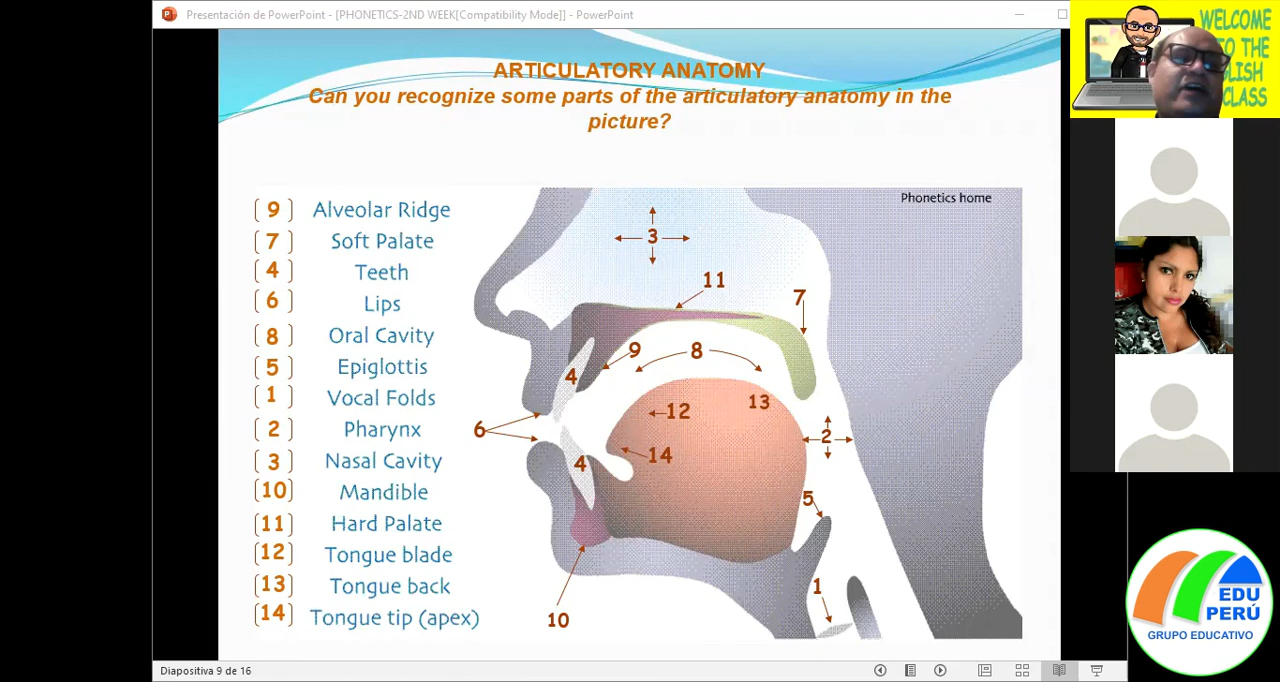 Presentación de PowerPoint - [PHONETICS-2ND WEEK[Compatibility Mode]] - PowerPoint
WELCOME
TO THE
ENGLISH
CLASS
ARTICULATORY ANATOMY
Can you recognize some parts of the articulatory anatomy in the
picture?
Phonetics home
[ 9 ] Alveolar Ridge
[ 7 ] Soft Palate
[ 4 ] Teeth
[ 6 ] Lips
[ 8 ] Oral Cavity
[ 5 ] Epiglottis
[ 1 ] Vocal Folds
[ 2 ] Pharynx
[ 3 ] Nasal Cavity
[ 10 ] Mandible
[ 11 ] Hard Palate
[ 12 ] Tongue blade
[ 13 ] Tongue back
[ 14 ] Tongue tip (apex)
3
11
7
9
8
4
13
12
6
2
14
4
5
1
10
EDU
PERÚ
GRUPO EDUCATIVO
Diapositiva 9 de 16